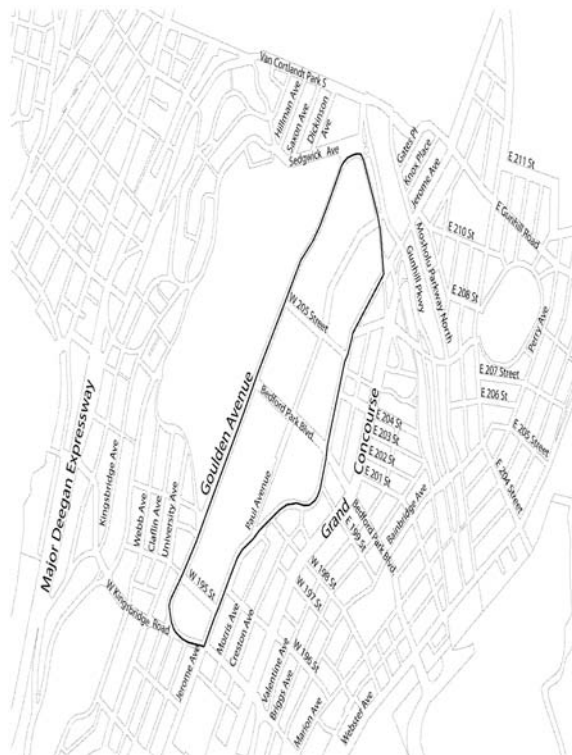 Van Cortlandt Park S
Hillman Ave
Saxon Ave
Dickinson
Ave
Sedgwick Ave
Gates Pl
Knox Place
Jerome Ave
E 211 St
E Gunhill Road
E 210 St
Mosholu Parkway North
Gunhill Pkwy
E 208 St
Perry Ave
W 205 Street
E 207 Street
E 206 St
E 205 Street
Goulden Avenue
Bedford Park Blvd.
Concourse
E 204 St
E 203 St
E 202 St
E 201 St
E 204 Street
Major Deegan Expressway
Kingsbridge Ave
Webb Ave
Claflin Ave
University Ave
Paul Avenue
Grand
E 199 St
Bedford Park Blvd.
Bainbridge Ave
W 198 St
W 197 St
W 195 St
W Kingsbridge Road
Morris Ave
Creston Ave
W 196 St
Jerome Ave
Valentine Ave
Briggs Ave
Marion Ave
Webster Ave